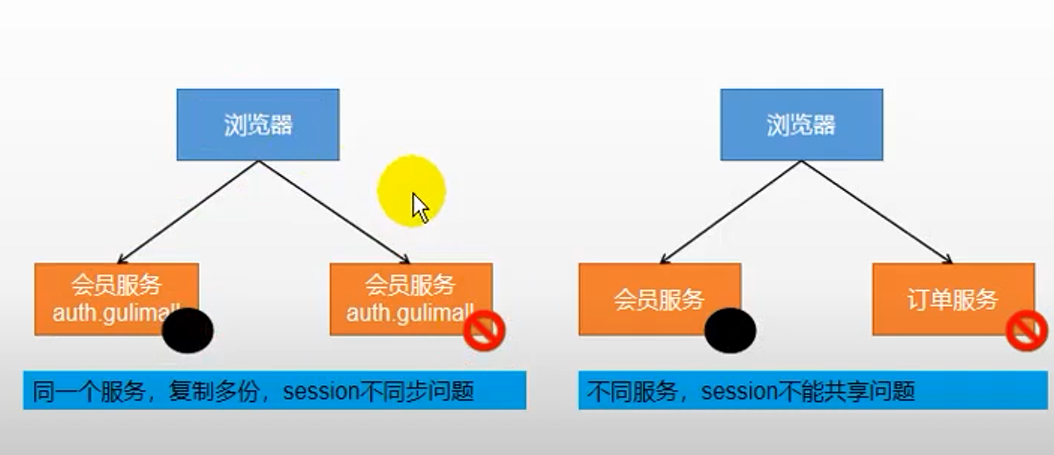 浏览器
浏览器
会员服务
auth.gulimall
会员服务
auth.gulimall
会员服务
订单服务
同一个服务，复制多份，session不同步问题
不同服务，session不能共享问题